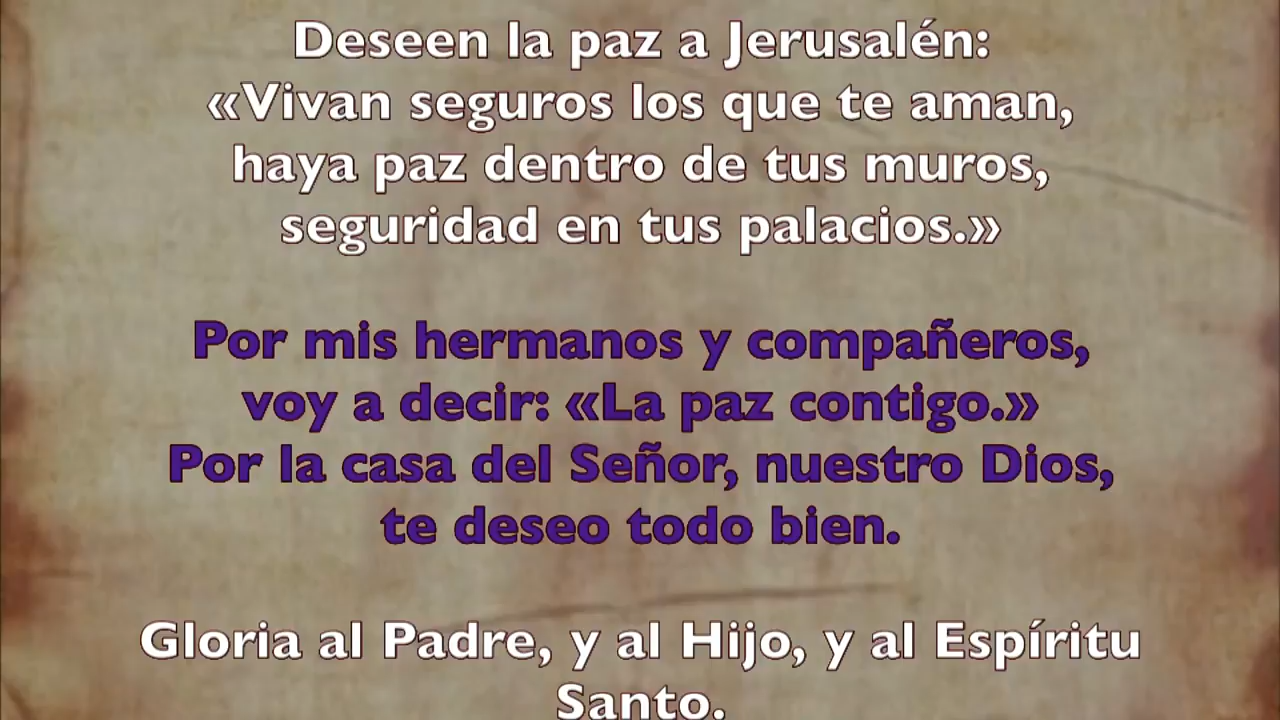 Deseen la paz a Jerusalén:
«Vivan seguros los que te aman,
haya paz dentro de tus muros,
seguridad en tus palacios.»
Por mis hermanos y compañeros,
voy a decir: «La paz contigo.»
Por la casa del Señor, nuestro Dios,
te deseo todo bien.
Gloria al Padre, y al Hijo, y al Espíritu
Santo.